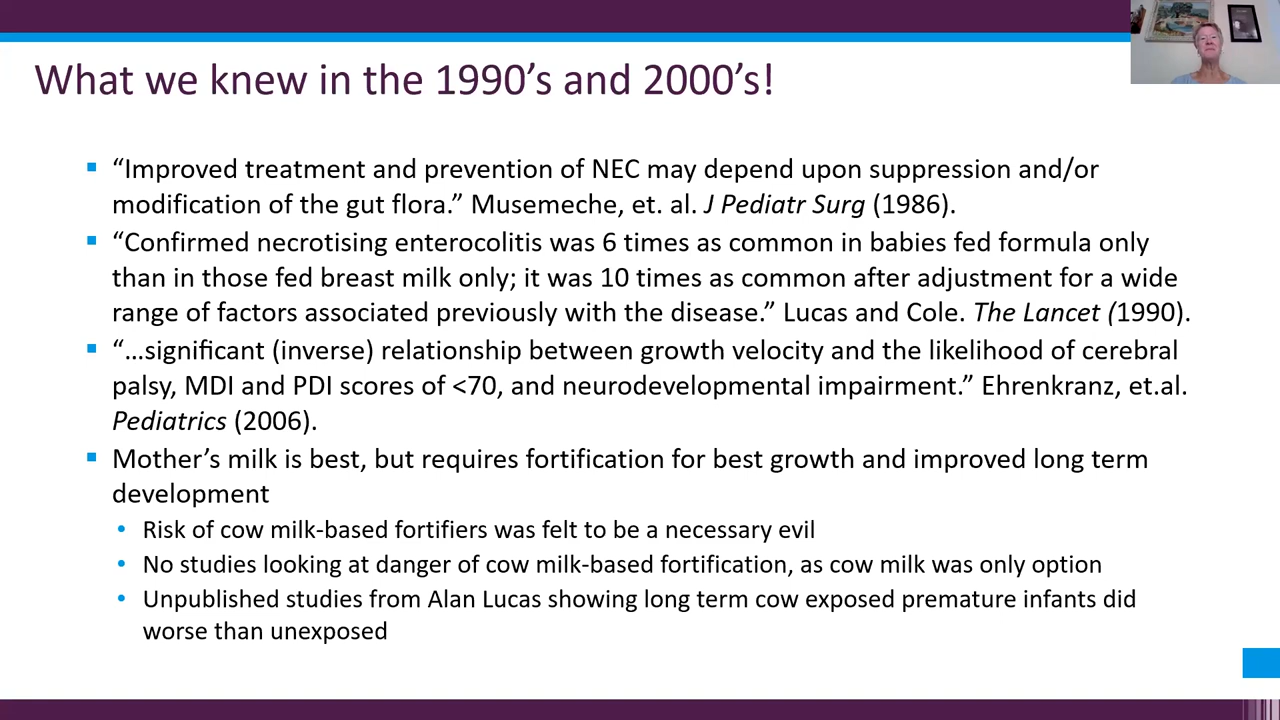 What we knew in the 1990’s and 2000’s!
“Improved treatment and prevention of NEC may depend upon suppression and/or
modification of the gut flora.” Musemeche, et. al. J Pediatr Surg (1986).
“Confirmed necrotising enterocolitis was 6 times as common in babies fed formula only
than in those fed breast milk only; it was 10 times as common after adjustment for a wide
range of factors associated previously with the disease.” Lucas and Cole. The Lancet (1990).
“…significant (inverse) relationship between growth velocity and the likelihood of cerebral
palsy, MDI and PDI scores of <70, and neurodevelopmental impairment.” Ehrenkranz, et.al.
Pediatrics (2006).
Mother’s milk is best, but requires fortification for best growth and improved long term
development
Risk of cow milk-based fortifiers was felt to be a necessary evil
No studies looking at danger of cow milk-based fortification, as cow milk was only option
Unpublished studies from Alan Lucas showing long term cow exposed premature infants did
worse than unexposed